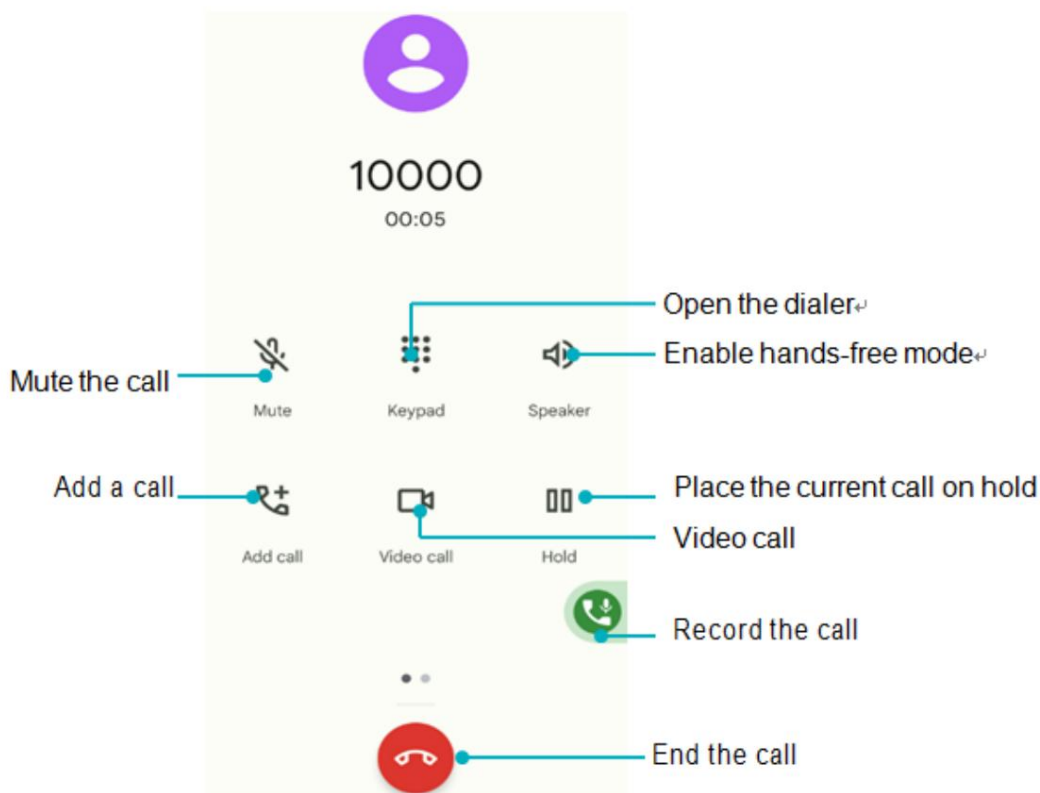 10000
00:05
Open the dialer
Enable hands-free mode
Mute the call
Mute
Keypad
Speaker
Add a call
Place the current call on hold
Video call
Add call
Video call
Hold
Record the call
End the call